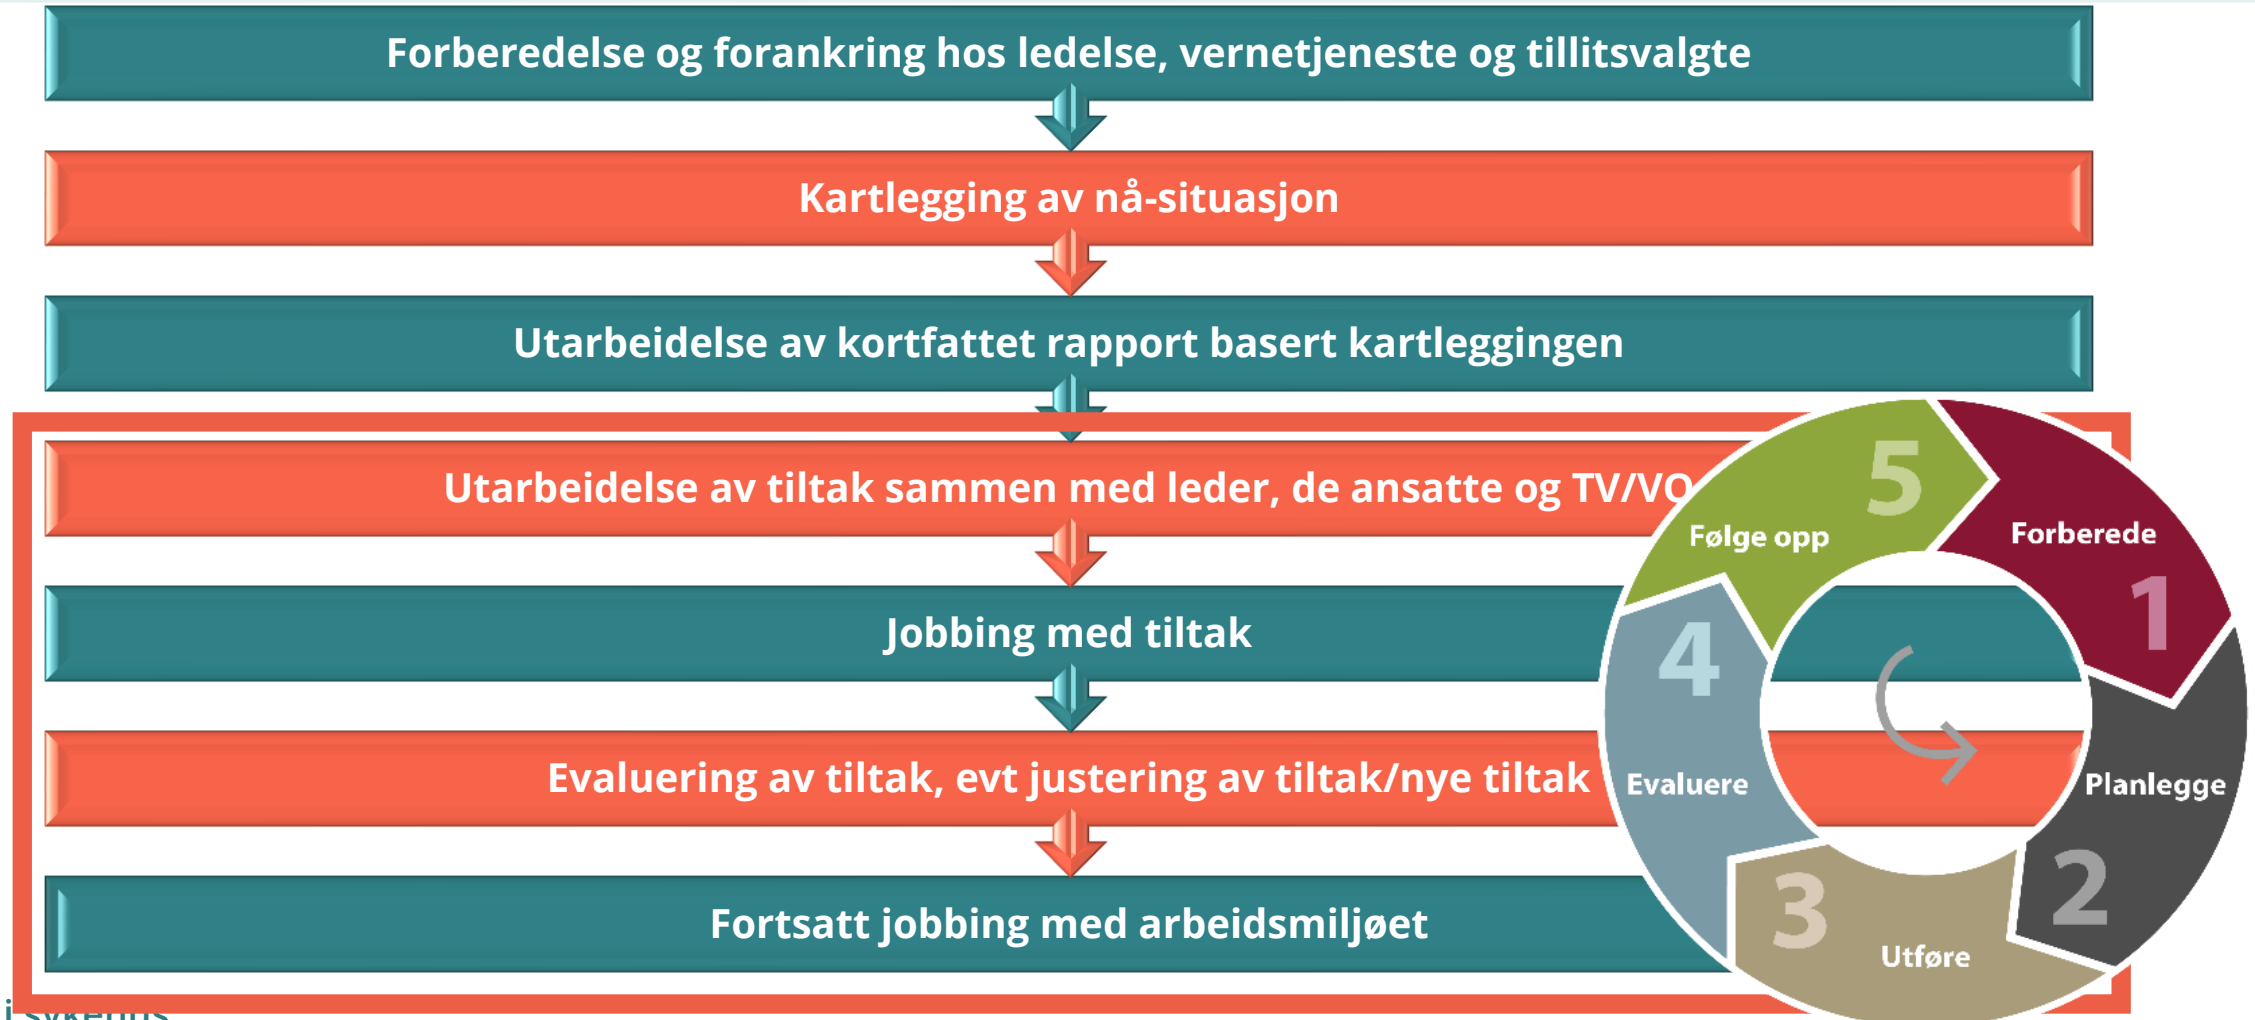 Forberedelse og forankring hos ledelse, vernetjeneste og tillitsvalgte
Kartlegging av nå-situasjon
Utarbeidelse av kortfattet rapport basert kartleggingen
Utarbeidelse av tiltak sammen med leder, de ansatte og TV/VO
Jobbing med tiltak
Evaluering av tiltak, evt justering av tiltak/nye tiltak
Fortsatt jobbing med arbeidsmiljøet
1
Forberede
2
Planlegge
3
Utføre
4
Evaluere
5
Følge opp
i sykehus